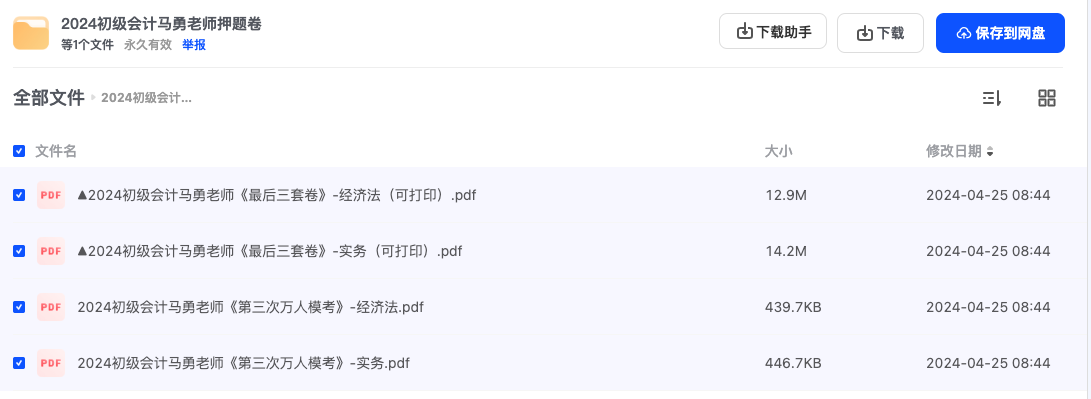 2024初级会计马勇老师押题卷
等1个文件 永久有效 举报
下载助手 下载 保存到网盘
全部文件 2024初级会计...
文件名 大小 修改日期
PDF ▲2024初级会计马勇老师《最后三套卷》-经济法（可打印）.pdf 12.9M 2024-04-25 08:44
PDF ▲2024初级会计马勇老师《最后三套卷》-实务（可打印）.pdf 14.2M 2024-04-25 08:44
PDF 2024初级会计马勇老师《第三次万人模考》-经济法.pdf 439.7KB 2024-04-25 08:44
PDF 2024初级会计马勇老师《第三次万人模考》-实务.pdf 446.7KB 2024-04-25 08:44